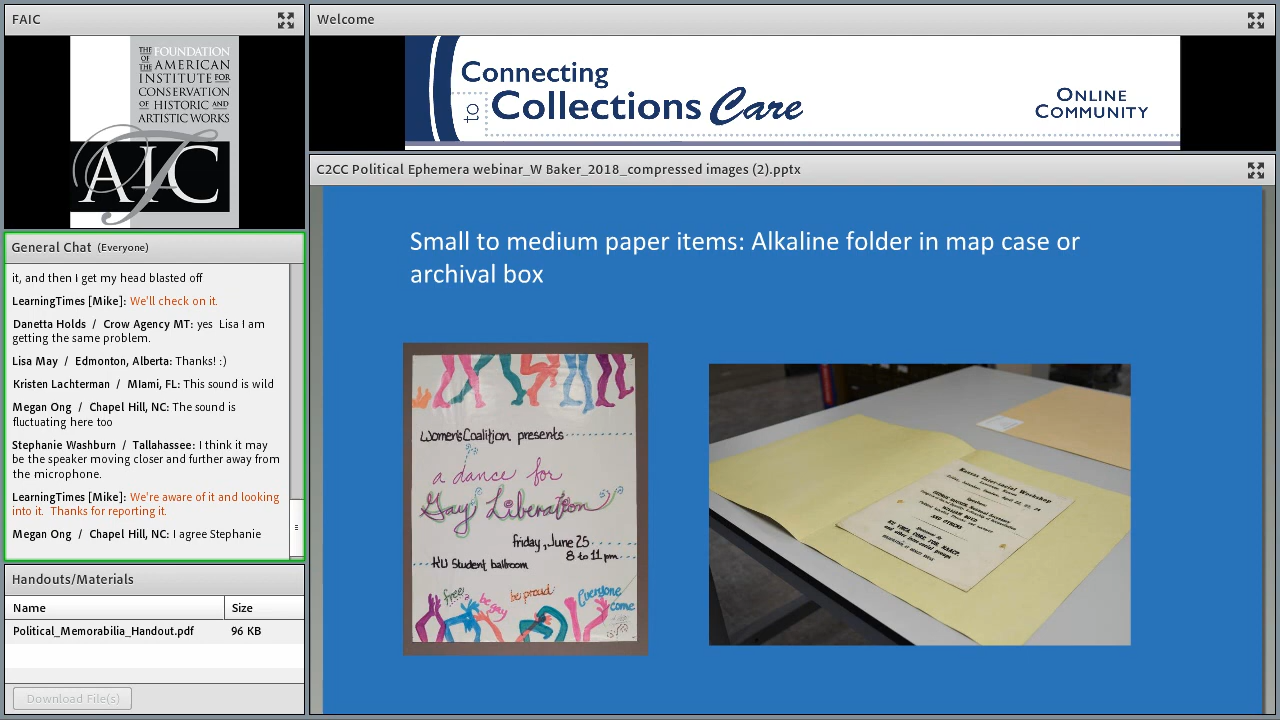 FAIC
THE FOUNDATION
OF THE AMERICAN
INSTITUTE FOR
CONSERVATION
OF HISTORIC AND
ARTISTIC WORKS
AIC
General Chat (Everyone)
it, and then I get my head blasted off
LearningTimes [Mike]: We'll check on it.
Danetta Holds / Crow Agency MT: yes Lisa I am
getting the same problem.
Lisa May / Edmonton, Alberta: Thanks! :)
Kristen Lachterman / MIami, FL: This sound is wild
Megan Ong / Chapel Hill, NC: The sound is
fluctuating here too
Stephanie Washburn / Tallahassee: I think it may
be the speaker moving closer and further away from
the microphone.
LearningTimes [Mike]: We're aware of it and looking
into it. Thanks for reporting it.
Megan Ong / Chapel Hill, NC: I agree Stephanie
Handouts/Materials
Name Size
Political_Memorabilia_Handout.pdf 96 KB
Download File(s)
Welcome
Connecting
to Collections Care
ONLINE
COMMUNITY
C2CC Political Ephemera webinar_W Baker_2018_compressed images (2).pptx
Small to medium paper items: Alkaline folder in map case or
archival box
Women's Coalition presents
a dance for
Gay Liberation
friday, June 25
8 to 11 pm
KU Student ballroom
free be gay be proud Everyone
come
Kansas Interracial Workshop
AND OTHERS